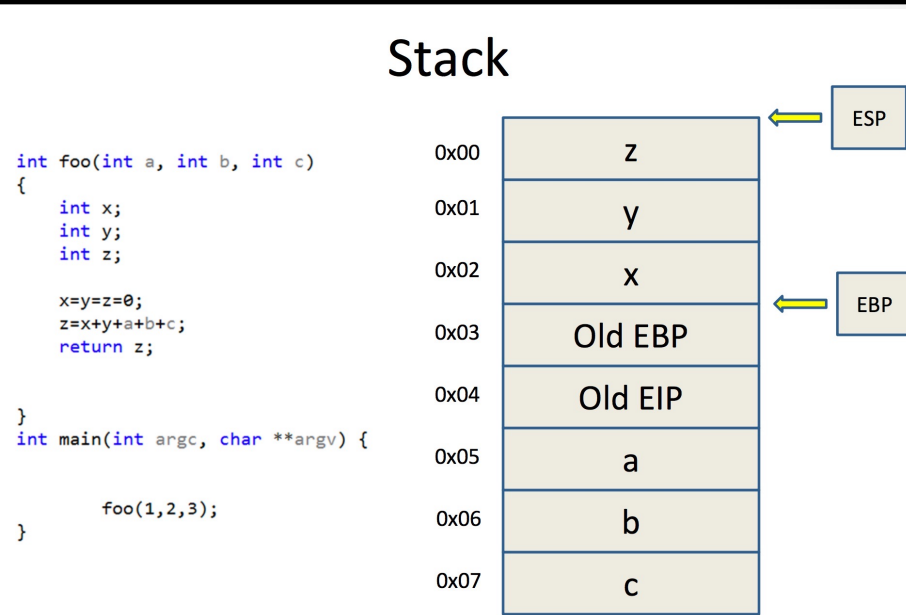 Stack
int foo(int a, int b, int c)
{
int x;
int y;
int z;
x=y=z=0;
z=x+y+a+b+c;
return z;
}
int main(int argc, char **argv) {
foo(1,2,3);
}
0x00 z
0x01 y
0x02 x
0x03 Old EBP
0x04 Old EIP
0x05 a
0x06 b
0x07 c
ESP
EBP